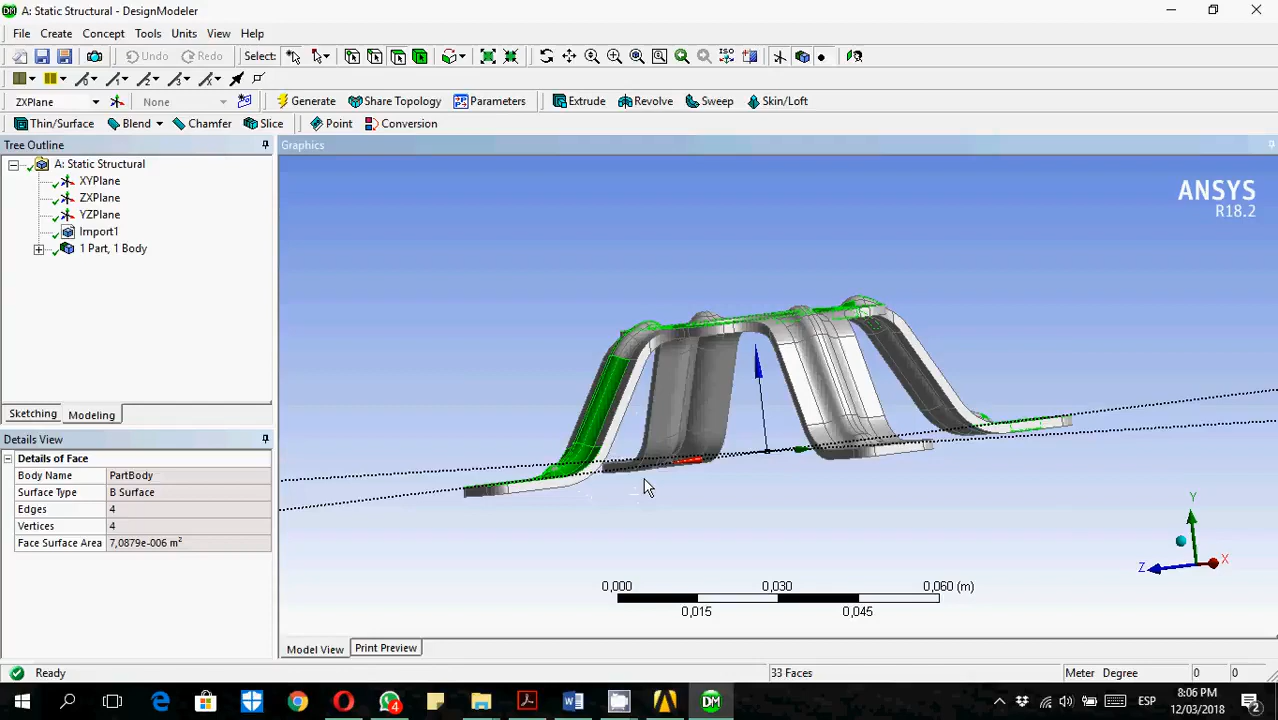 A: Static Structural - DesignModeler
File Create Concept Tools Units View Help
Undo Redo Select:
ZXPlane None Generate Share Topology Parameters Extrude Revolve Sweep Skin/Loft
Thin/Surface Blend Chamfer Slice Point Conversion
Tree Outline
Graphics
A: Static Structural
XYPlane
ZXPlane
YZPlane
Import1
1 Part, 1 Body
ANSYS
R18.2
Sketching Modeling
Details View
Details of Face
Body Name PartBody
Surface Type B Surface
Edges 4
Vertices 4
Face Surface Area 7,0879e-006 m²
Y
Z X
0,000 0,030 0,060 (m)
0,015 0,045
Model View Print Preview
Ready 33 Faces Meter Degree 0 0
4 DM ESP 8:06 PM
12/03/2018 2